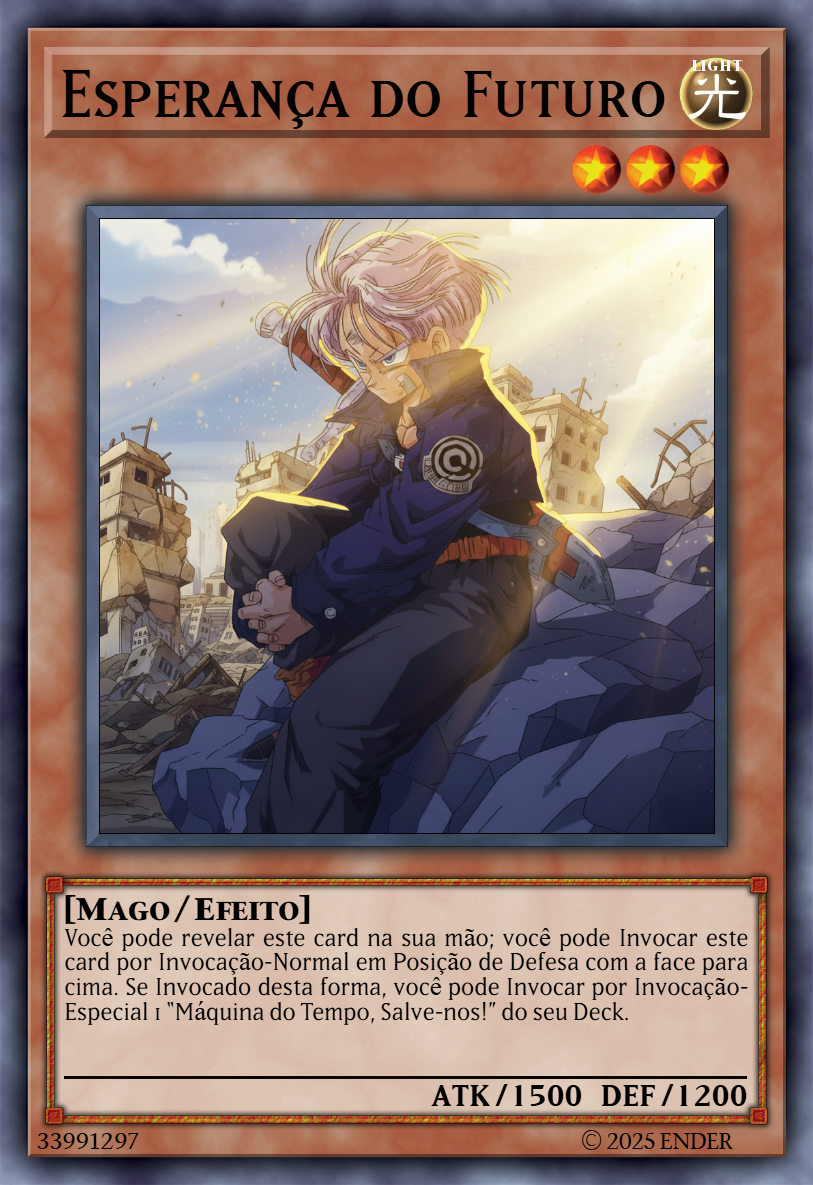 Esperança do Futuro
LIGHT
光
[Mago/Efeito]
Você pode revelar este card na sua mão; você pode Invocar este
card por Invocação-Normal em Posição de Defesa com a face para
cima. Se Invocado desta forma, você pode Invocar por Invocação-
Especial 1 "Máquina do Tempo, Salve-nos!" do seu Deck.
ATK/1500 DEF/1200
33991297
© 2025 ENDER